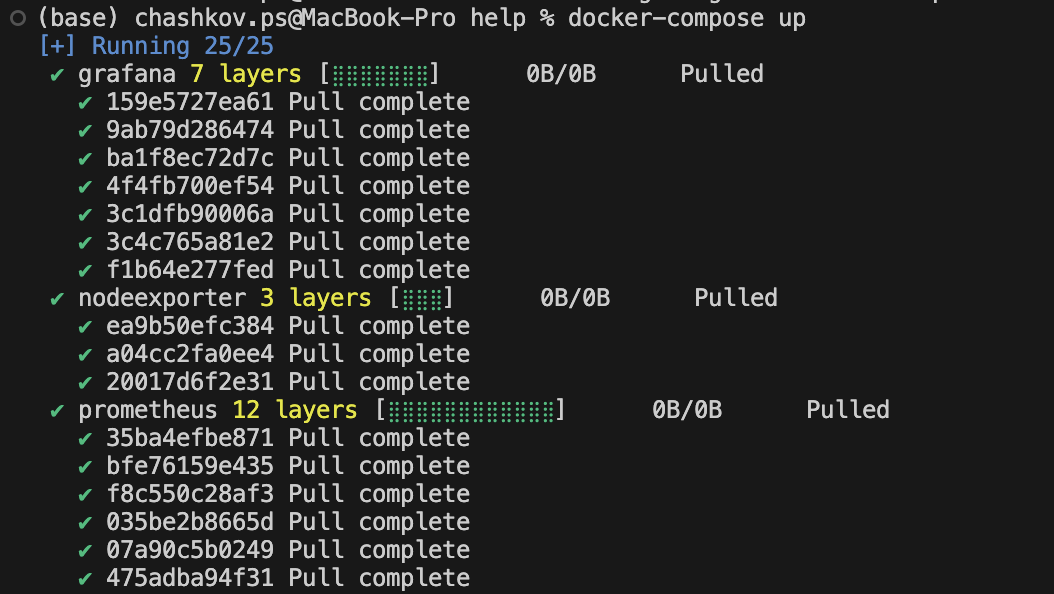 (base) chashkov.ps@MacBook-Pro help % docker-compose up
[+] Running 25/25
✔ grafana 7 layers [⣿⣿⣿⣿⣿⣿⣿] 0B/0B Pulled
✔ 159e5727ea61 Pull complete
✔ 9ab79d286474 Pull complete
✔ ba1f8ec72d7c Pull complete
✔ 4f4fb700ef54 Pull complete
✔ 3c1dfb90006a Pull complete
✔ 3c4c765a81e2 Pull complete
✔ f1b64e277fed Pull complete
✔ nodeexporter 3 layers [⣿⣿⣿] 0B/0B Pulled
✔ ea9b50efc384 Pull complete
✔ a04cc2fa0ee4 Pull complete
✔ 20017d6f2e31 Pull complete
✔ prometheus 12 layers [⣿⣿⣿⣿⣿⣿⣿⣿⣿⣿⣿⣿] 0B/0B Pulled
✔ 35ba4efbe871 Pull complete
✔ bfe76159e435 Pull complete
✔ f8c550c28af3 Pull complete
✔ 035be2b8665d Pull complete
✔ 07a90c5b0249 Pull complete
✔ 475adba94f31 Pull complete